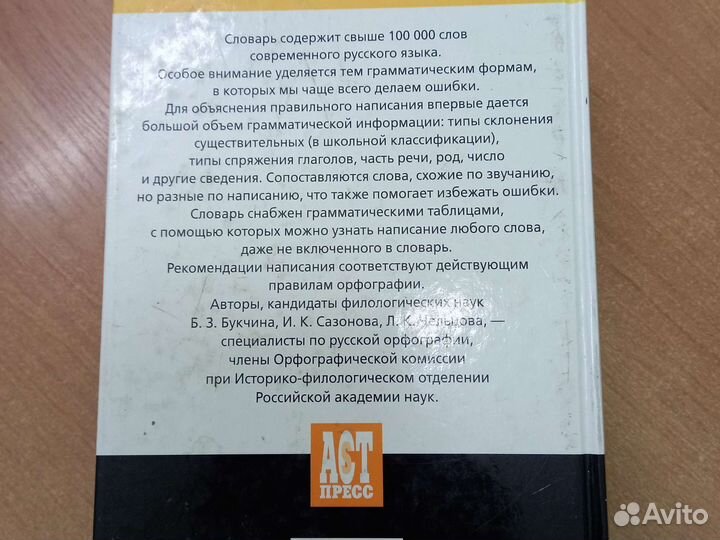 Словарь содержит свыше 100 000 слов
современного русского языка.
Особое внимание уделяется тем грамматическим формам,
в которых мы чаще всего делаем ошибки.
Для объяснения правильного написания впервые дается
большой объем грамматической информации: типы склонения
существительных (в школьной классификации),
типы спряжения глаголов, часть речи, род, число
и другие сведения. Сопоставляются слова, схожие по звучанию,
но разные по написанию, что также помогает избежать ошибки.
Словарь снабжен грамматическими таблицами,
с помощью которых можно узнать написание любого слова,
даже не включенного в словарь.
Рекомендации написания соответствуют действующим
правилам орфографии.
Авторы, кандидаты филологических наук
Б. З. Букчина, И. К. Сазонова, Л. К. Чельцова, —
специалисты по русской орфографии,
члены Орфографической комиссии
при Историко-филологическом отделении
Российской академии наук.
АСТ
ПРЕСС
Avito